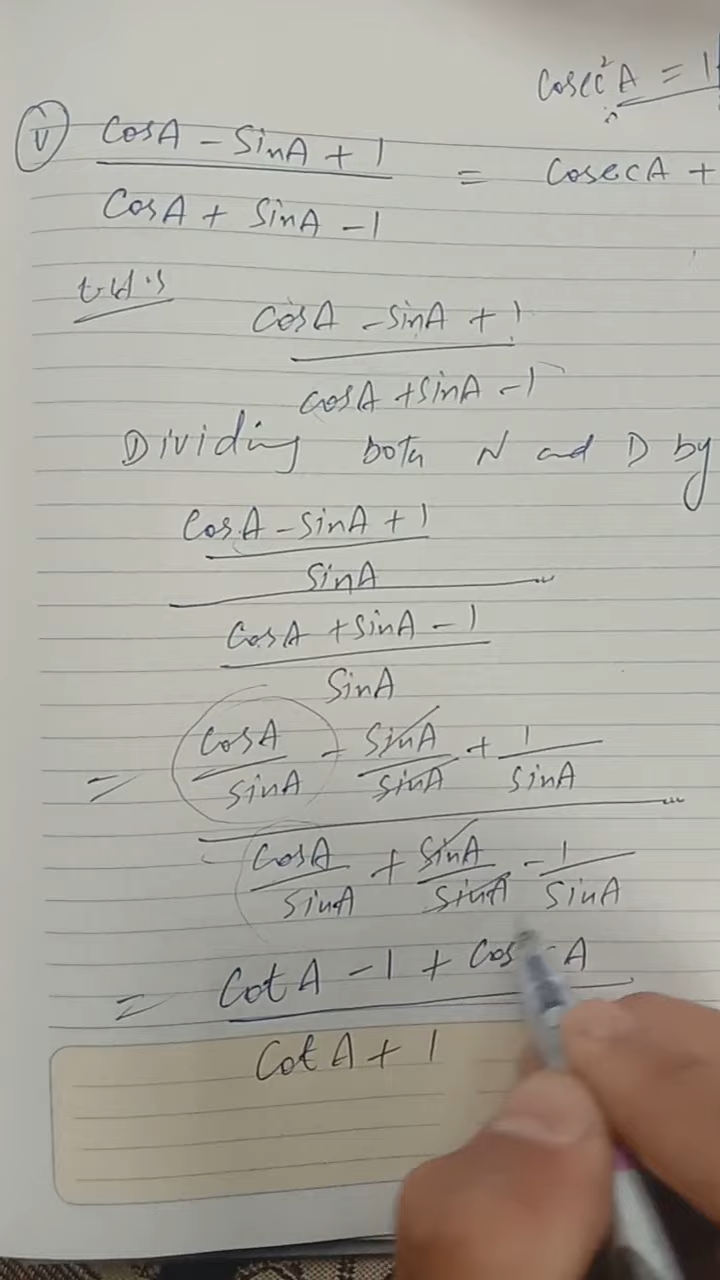 Cosec²A = 1
(v) CosA - SinA + 1 / CosA + SinA - 1 = CosecA +
CosA - SinA + 1
CosA + SinA - 1
Dividing both N and D by
CosA - SinA + 1
SinA
CosA + SinA - 1
SinA
= CosA/SinA - SinA/SinA + 1/SinA
CosA/SinA + SinA/SinA - 1/SinA
= CotA - 1 + A
CotA + 1